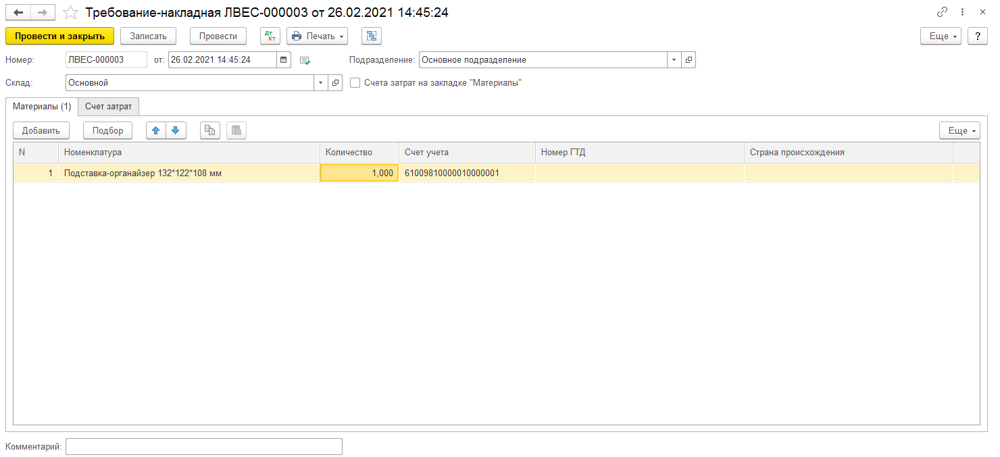 Требование-накладная ЛВЕС-000003 от 26.02.2021 14:45:24
Провести и закрыть Записать Провести Дт Кт Печать Еще ?
Номер: ЛВЕС-000003 от: 26.02.2021 14:45:24 Подразделение: Основное подразделение
Склад: Основной Счета затрат на закладке "Материалы"
Материалы (1) Счет затрат
Добавить Подбор Еще
N Номенклатура Количество Счет учета Номер ГТД Страна происхождения
1 Подставка-органайзер 132*122*108 мм 1,000 61009810000010000001
Комментарий: